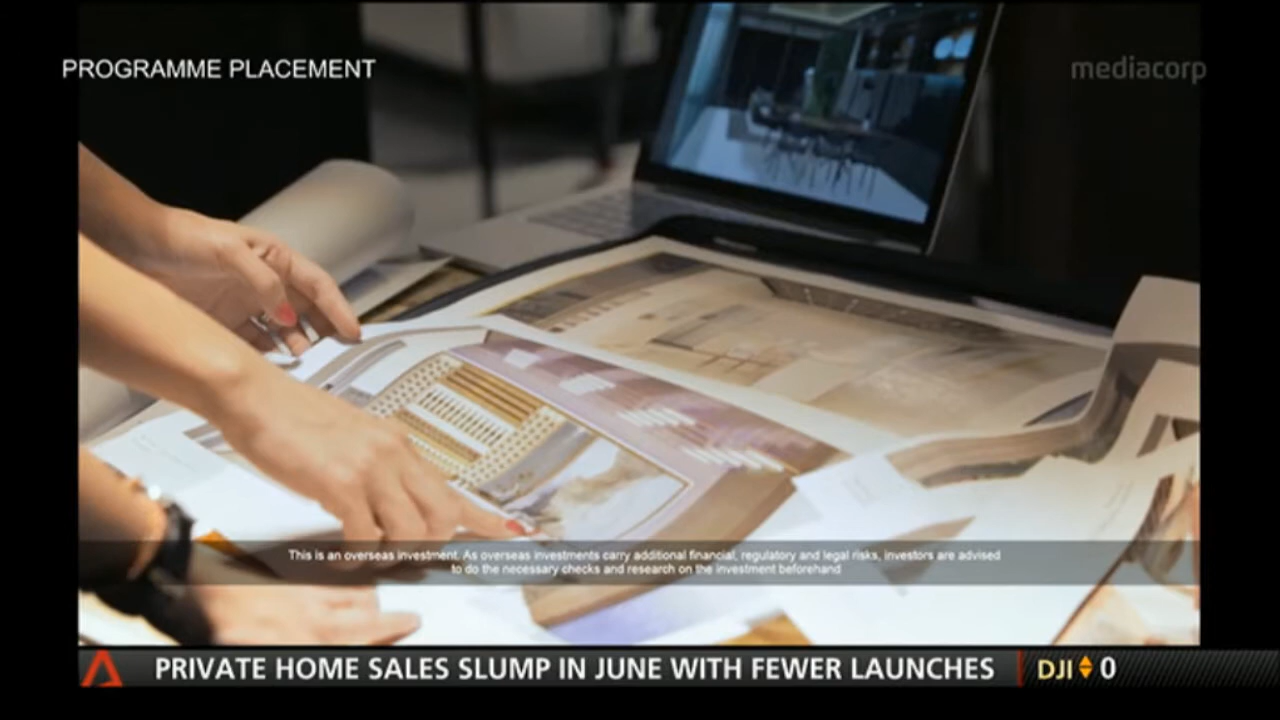 PROGRAMME PLACEMENT
mediacorp
This is an overseas investment. As overseas investments carry additional financial, regulatory and legal risks, investors are advised
to do the necessary checks and research on the investment beforehand
PRIVATE HOME SALES SLUMP IN JUNE WITH FEWER LAUNCHES
DJI 0